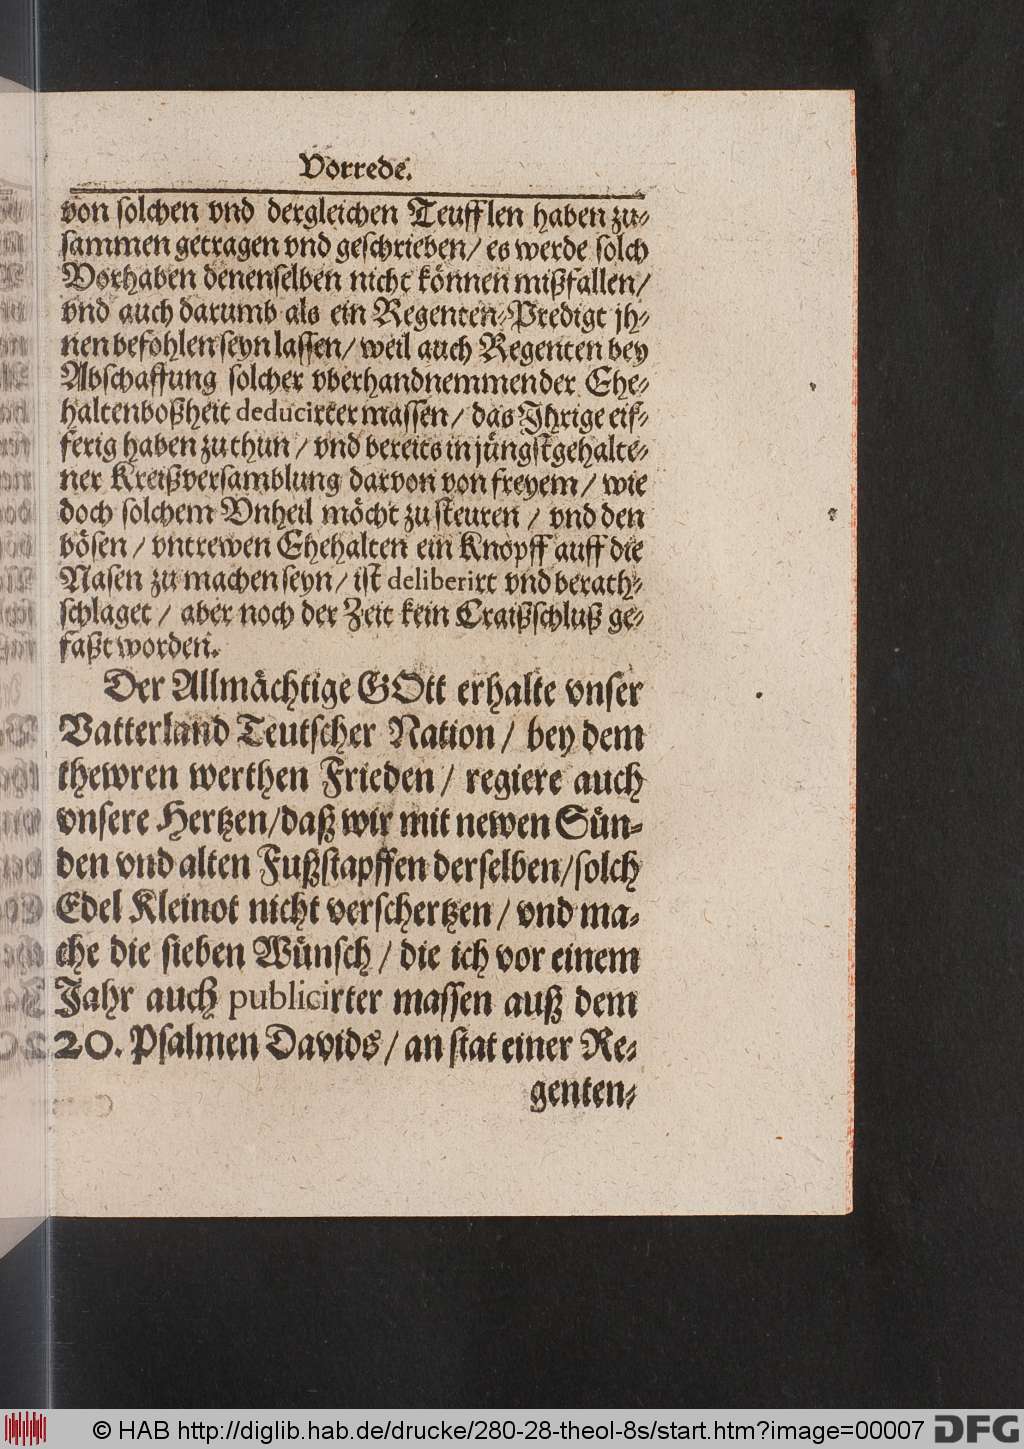 Vorrede.
von solchen vnd dergleichen Teufflen haben zu-
sammen getragen vnd geschrieben/ es werde solch
Vorhaben denenselben nicht können mißfallen/
vnd auch darumb als ein Regenten-Predigt jh-
nen befohlen seyn lassen/ weil auch Regenten bey
Abschaffung solcher vberhandnemmender Ehe-
haltenboßheit deducirter massen/ das Ihrige eif-
ferig haben zu thun/ vnd bereits in jüngstgehalte-
ner Kreißversamblung darvon von freyem/ wie
doch solchem Vnheil möcht zu steuren/ vnd den
bösen/ vntrewen Ehehalten ein Knopff auff die
Nasen zu machen seyn/ ist deliberirt vnd berath-
schlaget/ aber noch der Zeit kein Craißschluß ge-
faßt worden.
Der Allmächtige GOtt erhalte vnser
Vatterland Teutscher Nation/ bey dem
thewren werthen Frieden/ regiere auch
vnsere Hertzen/daß wir mit newen Sün-
den vnd alten Fußstapffen derselben/solch
Edel Kleinot nicht verschertzen/ vnd ma-
che die sieben Wünsch/ die ich vor einem
Jahr auch publicirter massen auß dem
20. Psalmen Davids/ an stat einer Re-
genten-
© HAB http://diglib.hab.de/drucke/280-28-theol-8s/start.htm?image=00007
DFG